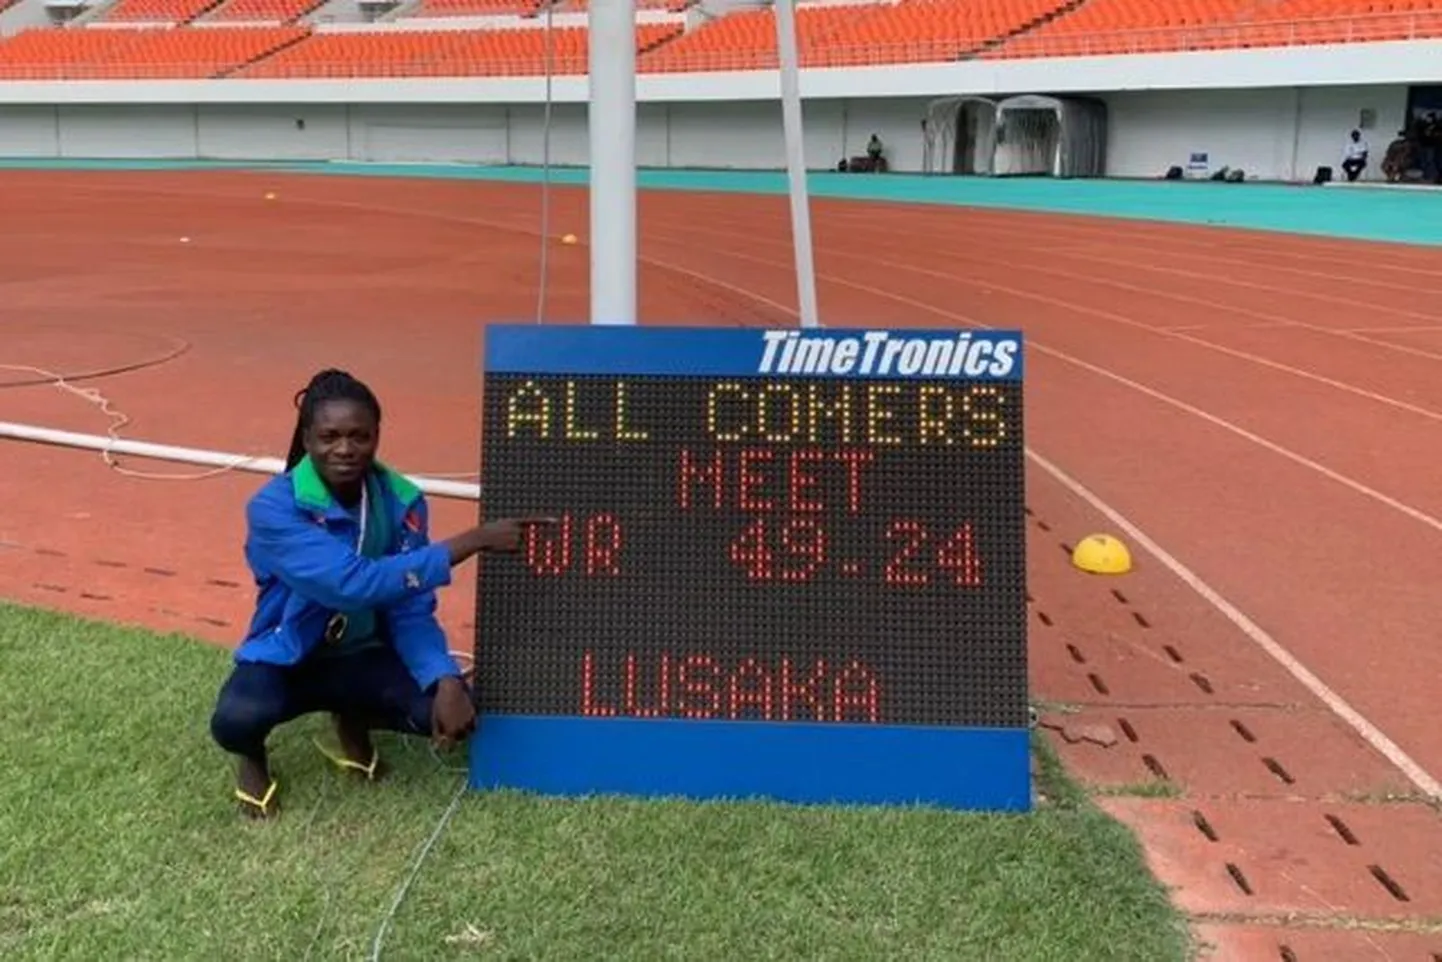 TimeTronics
ALL COMERS
MEET
WR 49.24
LUSAKA